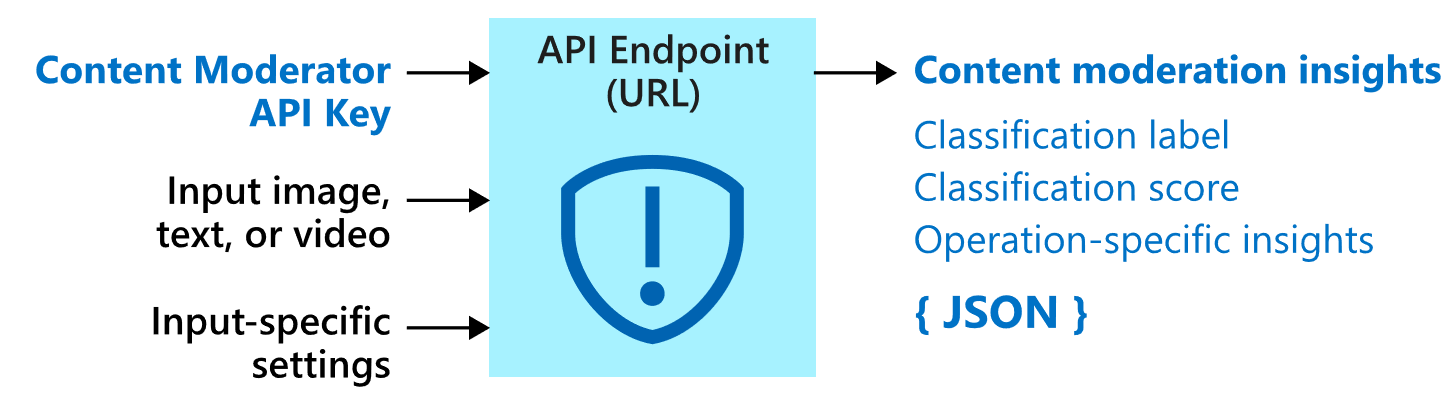 Content Moderator
API Key
Input image,
text, or video
Input-specific
settings
API Endpoint
(URL)
Content moderation insights
Classification label
Classification score
Operation-specific insights
{ JSON }